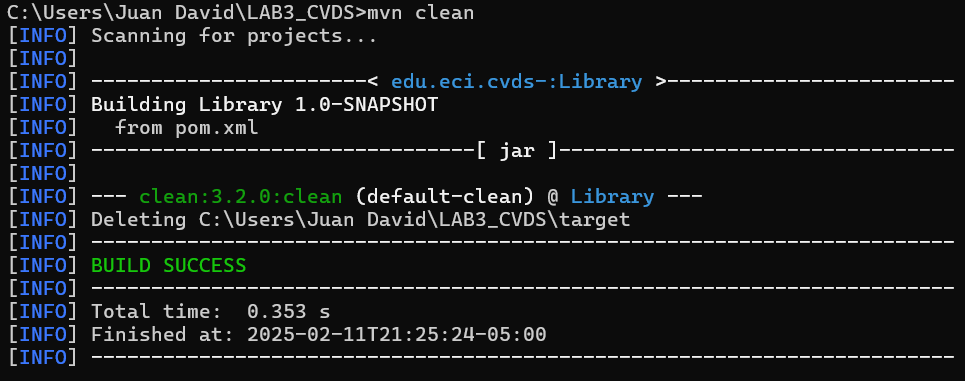 C:\Users\Juan David\LAB3_CVDS>mvn clean
[INFO] Scanning for projects...
[INFO]
[INFO] -----------------------< edu.eci.cvds-:Library >------------------------
[INFO] Building Library 1.0-SNAPSHOT
[INFO]   from pom.xml
[INFO] --------------------------------[ jar ]---------------------------------
[INFO]
[INFO] --- clean:3.2.0:clean (default-clean) @ Library ---
[INFO] Deleting C:\Users\Juan David\LAB3_CVDS\target
[INFO] ------------------------------------------------------------------------
[INFO] BUILD SUCCESS
[INFO] ------------------------------------------------------------------------
[INFO] Total time:  0.353 s
[INFO] Finished at: 2025-02-11T21:25:24-05:00
[INFO] ------------------------------------------------------------------------